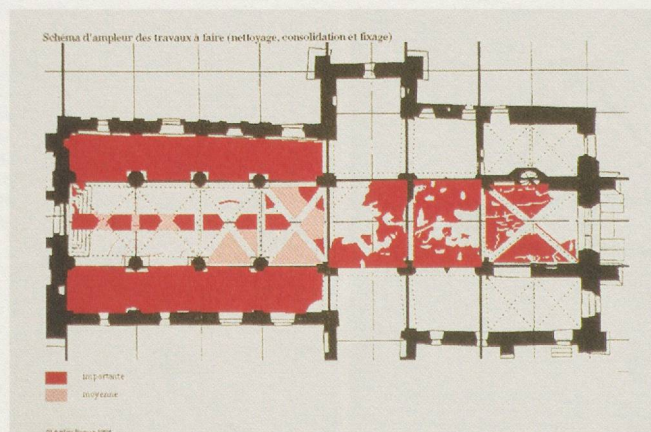 Schéma d'ampleur des travaux à faire (nettoyage, consolidation et fixage)
importante
moyenne